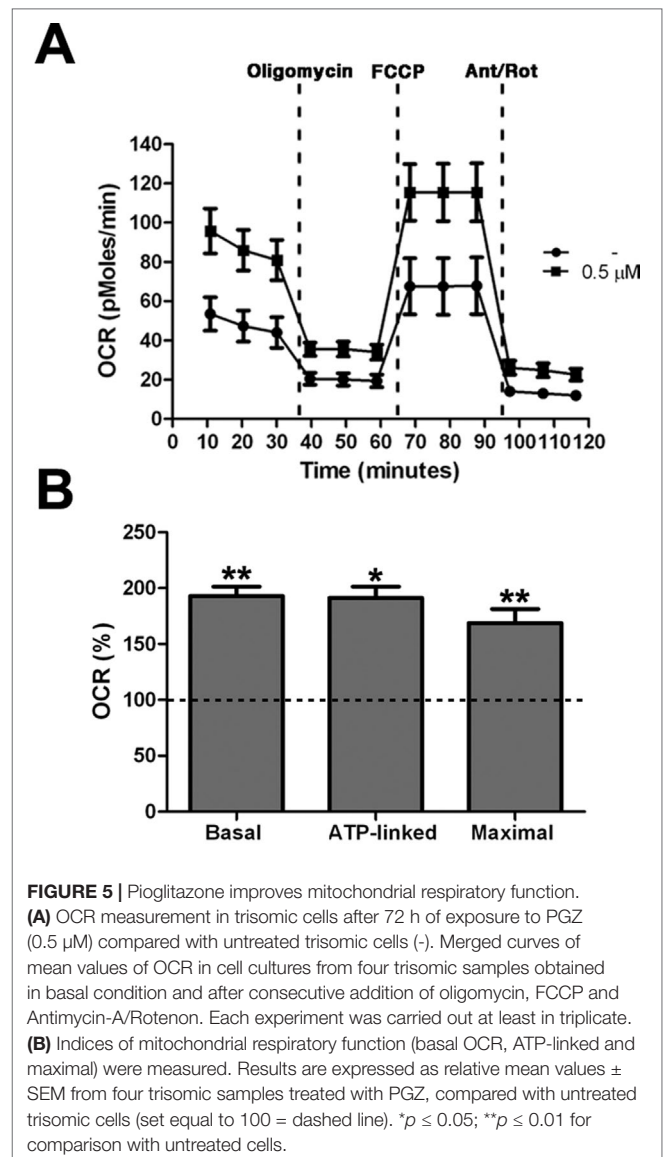 A
Oligomycin FCCP Ant/Rot
140
120
100
80
60
40
20
0
OCR (pMoles/min)
-
0.5 µM
0 10 20 30 40 50 60 70 80 90 100 110 120
Time (minutes)
B
250
200
150
100
50
0
OCR (%)
** * **
Basal ATP-linked Maximal
FIGURE 5 | Pioglitazone improves mitochondrial respiratory function.
(A) OCR measurement in trisomic cells after 72 h of exposure to PGZ
(0.5 µM) compared with untreated trisomic cells (-). Merged curves of
mean values of OCR in cell cultures from four trisomic samples obtained
in basal condition and after consecutive addition of oligomycin, FCCP and
Antimycin-A/Rotenon. Each experiment was carried out at least in triplicate.
(B) Indices of mitochondrial respiratory function (basal OCR, ATP-linked and
maximal) were measured. Results are expressed as relative mean values ±
SEM from four trisomic samples treated with PGZ, compared with untreated
trisomic cells (set equal to 100 = dashed line). *p ≤ 0.05; **p ≤ 0.01 for
comparison with untreated cells.